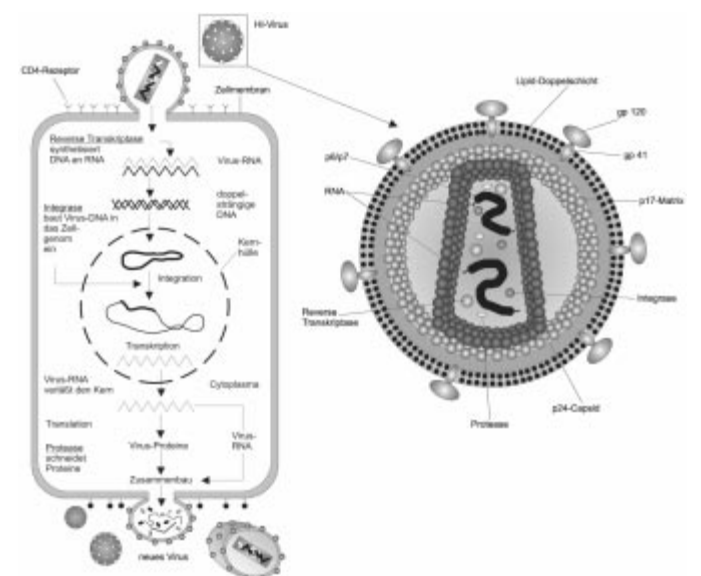 HI-Virus
CD4-Rezeptor
Zellmembran
Reverse Transkriptase
synthetisiert
DNA an RNA
Virus-RNA
doppel-
strängige
DNA
Integrase
baut Virus-DNA in
das Zell-
genom
ein
Kern-
hülle
Integration
Transkription
Virus-RNA
verläßt den Kern
Cytoplasma
Translation
Virus-Proteine
Virus-
RNA
Protease
schneidet
Proteine
Zusammenbau
neues Virus
Lipid-Doppelschicht
gp 120
gp 41
p6/p7
RNA
p17-Matrix
Integrase
Reverse
Transkriptase
p24-Capsid
Protease